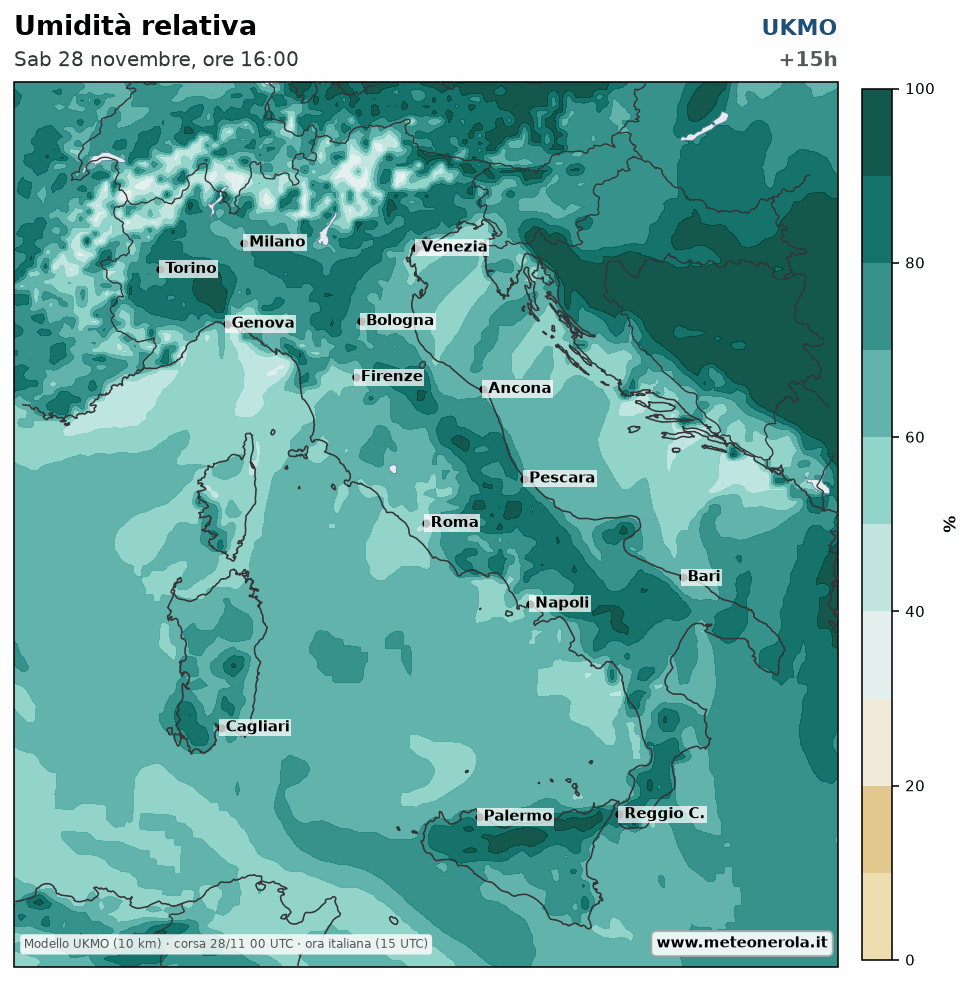 Umidità relativa
UKMO
Sab 28 novembre, ore 16:00
+15h
100
80
60
40
20
0
%
Milano
Venezia
Torino
Genova
Bologna
Firenze
Ancona
Pescara
Roma
Bari
Napoli
Cagliari
Palermo
Reggio C.
Modello UKMO (10 km) · corsa 28/11 00 UTC · ora italiana (15 UTC)
www.meteonerola.it